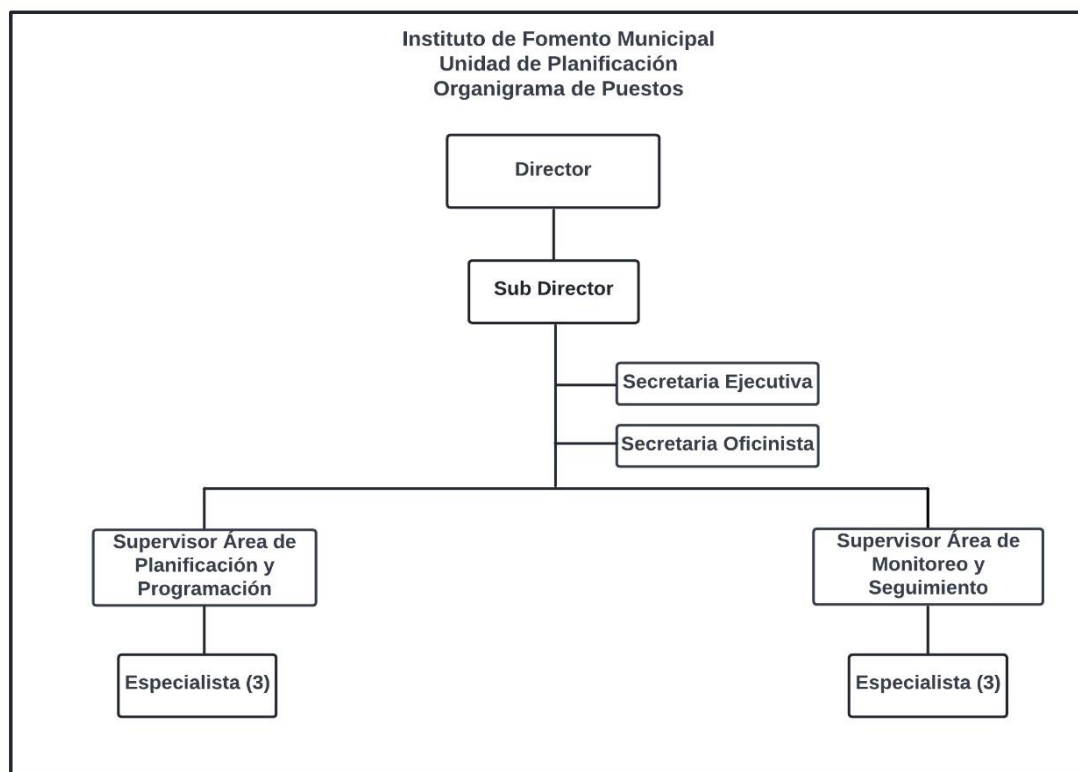 Instituto de Fomento Municipal
Unidad de Planificación
Organigrama de Puestos
Director
Sub Director
Secretaria Ejecutiva
Secretaria Oficinista
Supervisor Área de
Planificación y
Programación
Supervisor Área de
Monitoreo y
Seguimiento
Especialista (3)
Especialista (3)